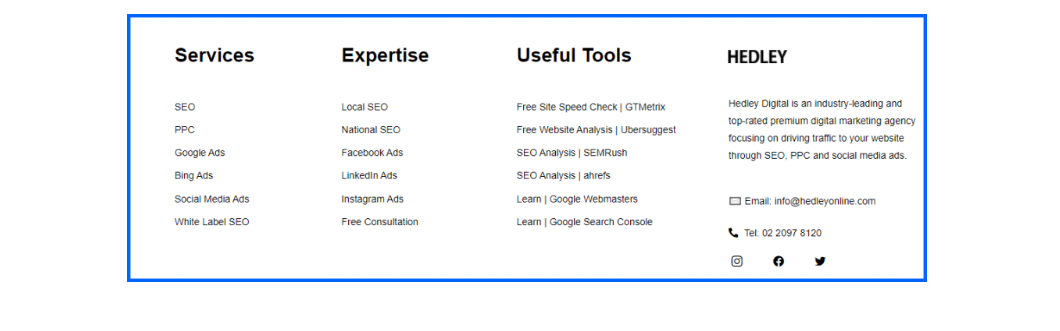 Services
SEO
PPC
Google Ads
Bing Ads
Social Media Ads
White Label SEO
Expertise
Local SEO
National SEO
Facebook Ads
LinkedIn Ads
Instagram Ads
Free Consultation
Useful Tools
Free Site Speed Check | GTMetrix
Free Website Analysis | Ubersuggest
SEO Analysis | SEMRush
SEO Analysis | ahrefs
Learn | Google Webmasters
Learn | Google Search Console
HEDLEY
Hedley Digital is an industry-leading and
top-rated premium digital marketing agency
focusing on driving traffic to your website
through SEO, PPC and social media ads.
Email: info@hedleyonline.com
Tel: 02 2097 8120